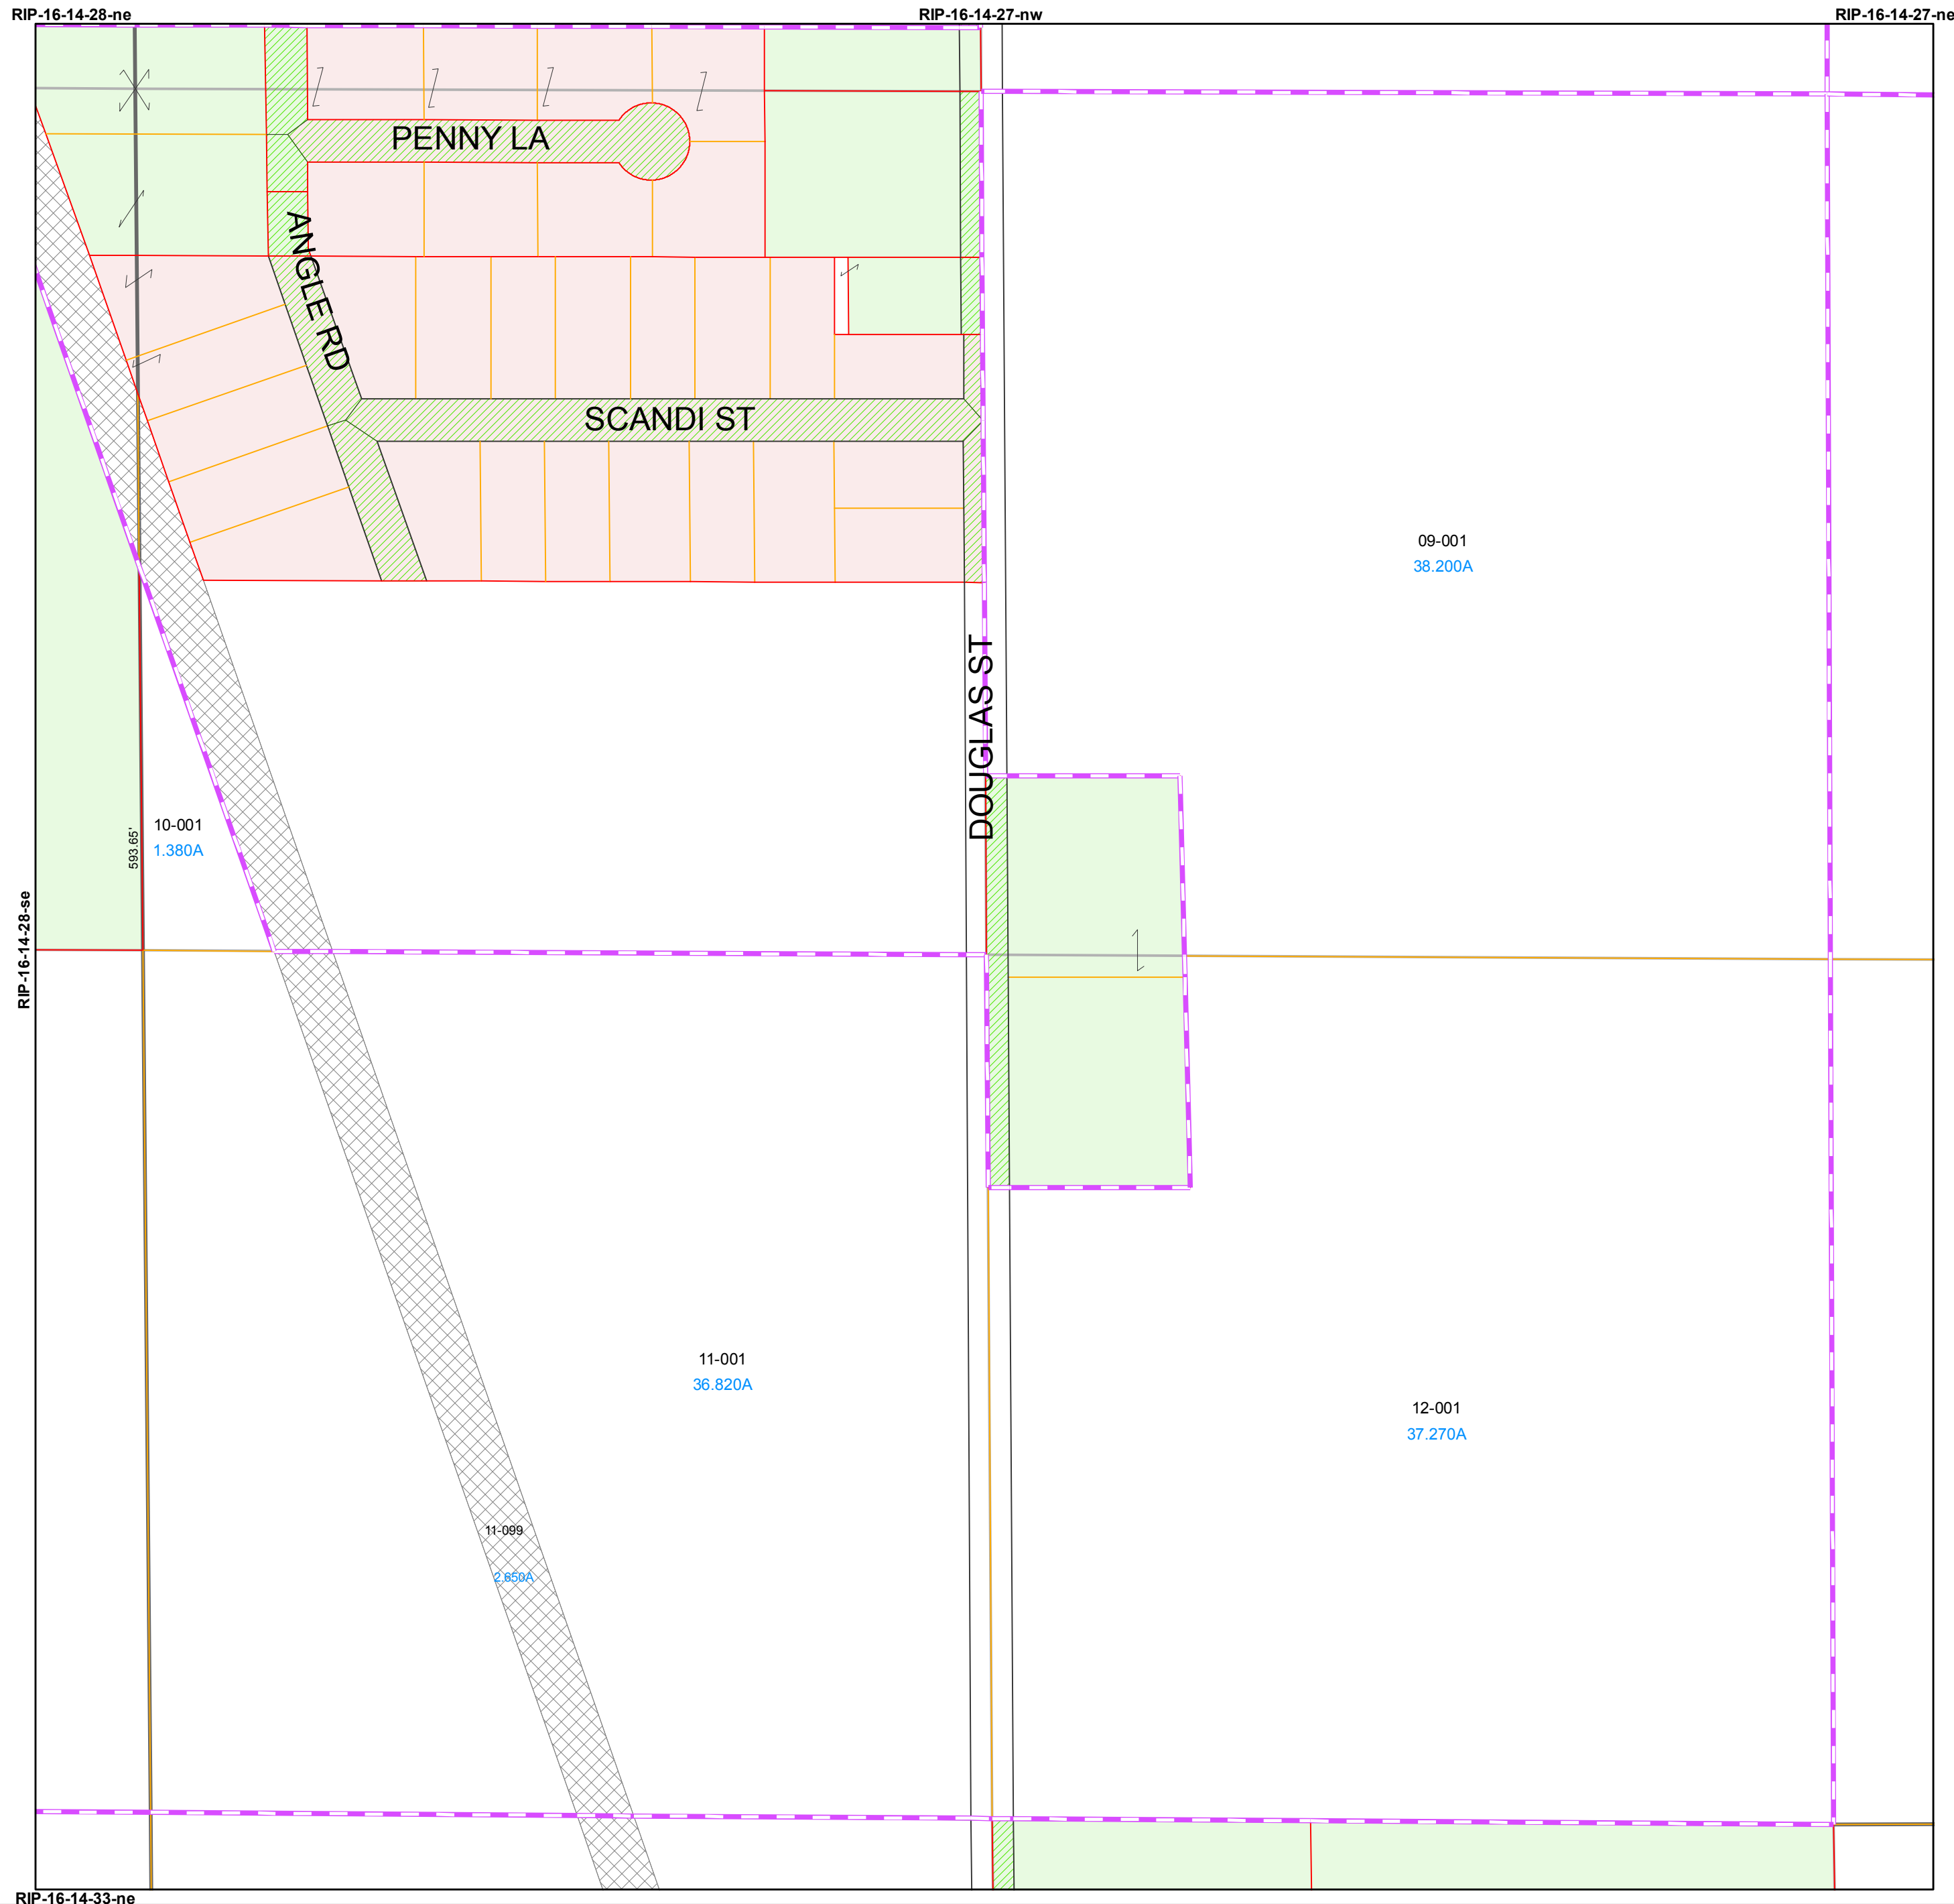 RIP-16-14-28-ne
RIP-16-14-27-nw
RIP-16-14-27-ne
PENNY LA
ANGLE RD
SCANDI ST
09-001
38.200A
DOUGLAS ST
10-001
1.380A
593.65'
RIP-16-14-28-se
11-001
36.820A
12-001
37.270A
11-099
2.650A
RIP-16-14-33-ne